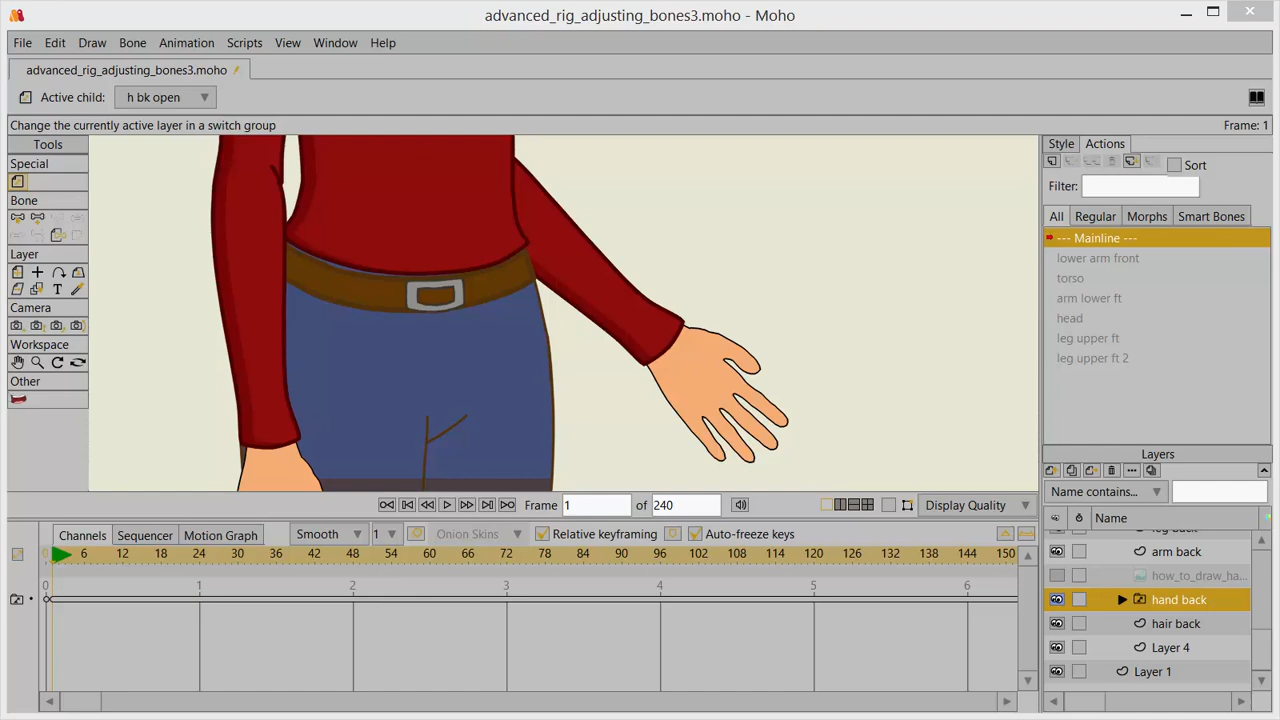 advanced_rig_adjusting_bones3.moho - Moho
File Edit Draw Bone Animation Scripts View Window Help
advanced_rig_adjusting_bones3.moho
Active child: h bk open
Change the currently active layer in a switch group Frame: 1
Tools
Special
Bone
Layer
T
Camera
Workspace
Other
Style Actions
Sort
Filter:
All Regular Morphs Smart Bones
--- Mainline ---
lower arm front
torso
arm lower ft
head
leg upper ft
leg upper ft 2
Layers
Name contains...
Name
arm back
how_to_draw_ha...
hand back
hair back
Layer 4
Layer 1
Frame 1 of 240 Display Quality
Channels Sequencer Motion Graph Smooth 1 Onion Skins Relative keyframing Auto-freeze keys
0 6 12 18 24 30 36 42 48 54 60 66 72 78 84 90 96 102 108 114 120 126 132 138 144 150
0 1 2 3 4 5 6